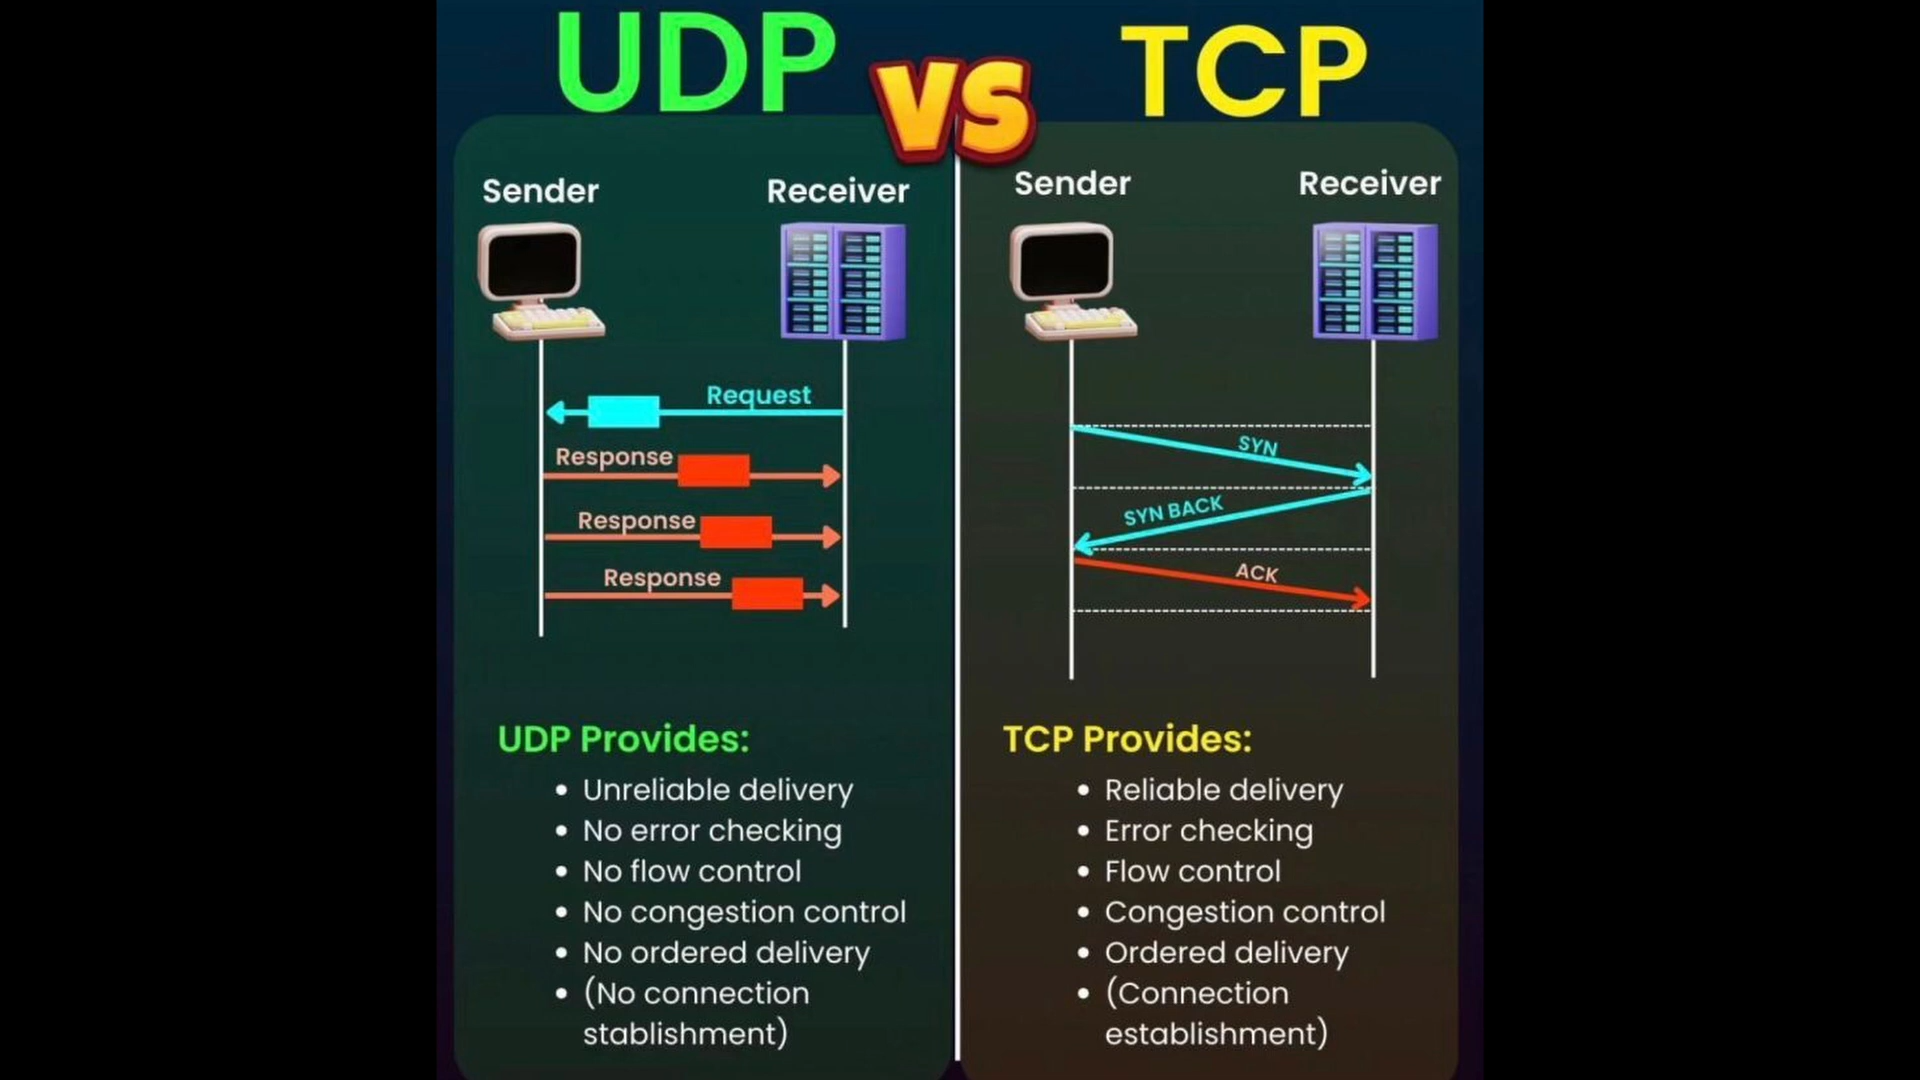 UDP
VS
TCP
Sender
Receiver
Request
Response
Response
Response
UDP Provides:
• Unreliable delivery
• No error checking
• No flow control
• No congestion control
• No ordered delivery
• (No connection
stablishment)
Sender
Receiver
SYN
SYN BACK
ACK
TCP Provides:
• Reliable delivery
• Error checking
• Flow control
• Congestion control
• Ordered delivery
• (Connection
establishment)